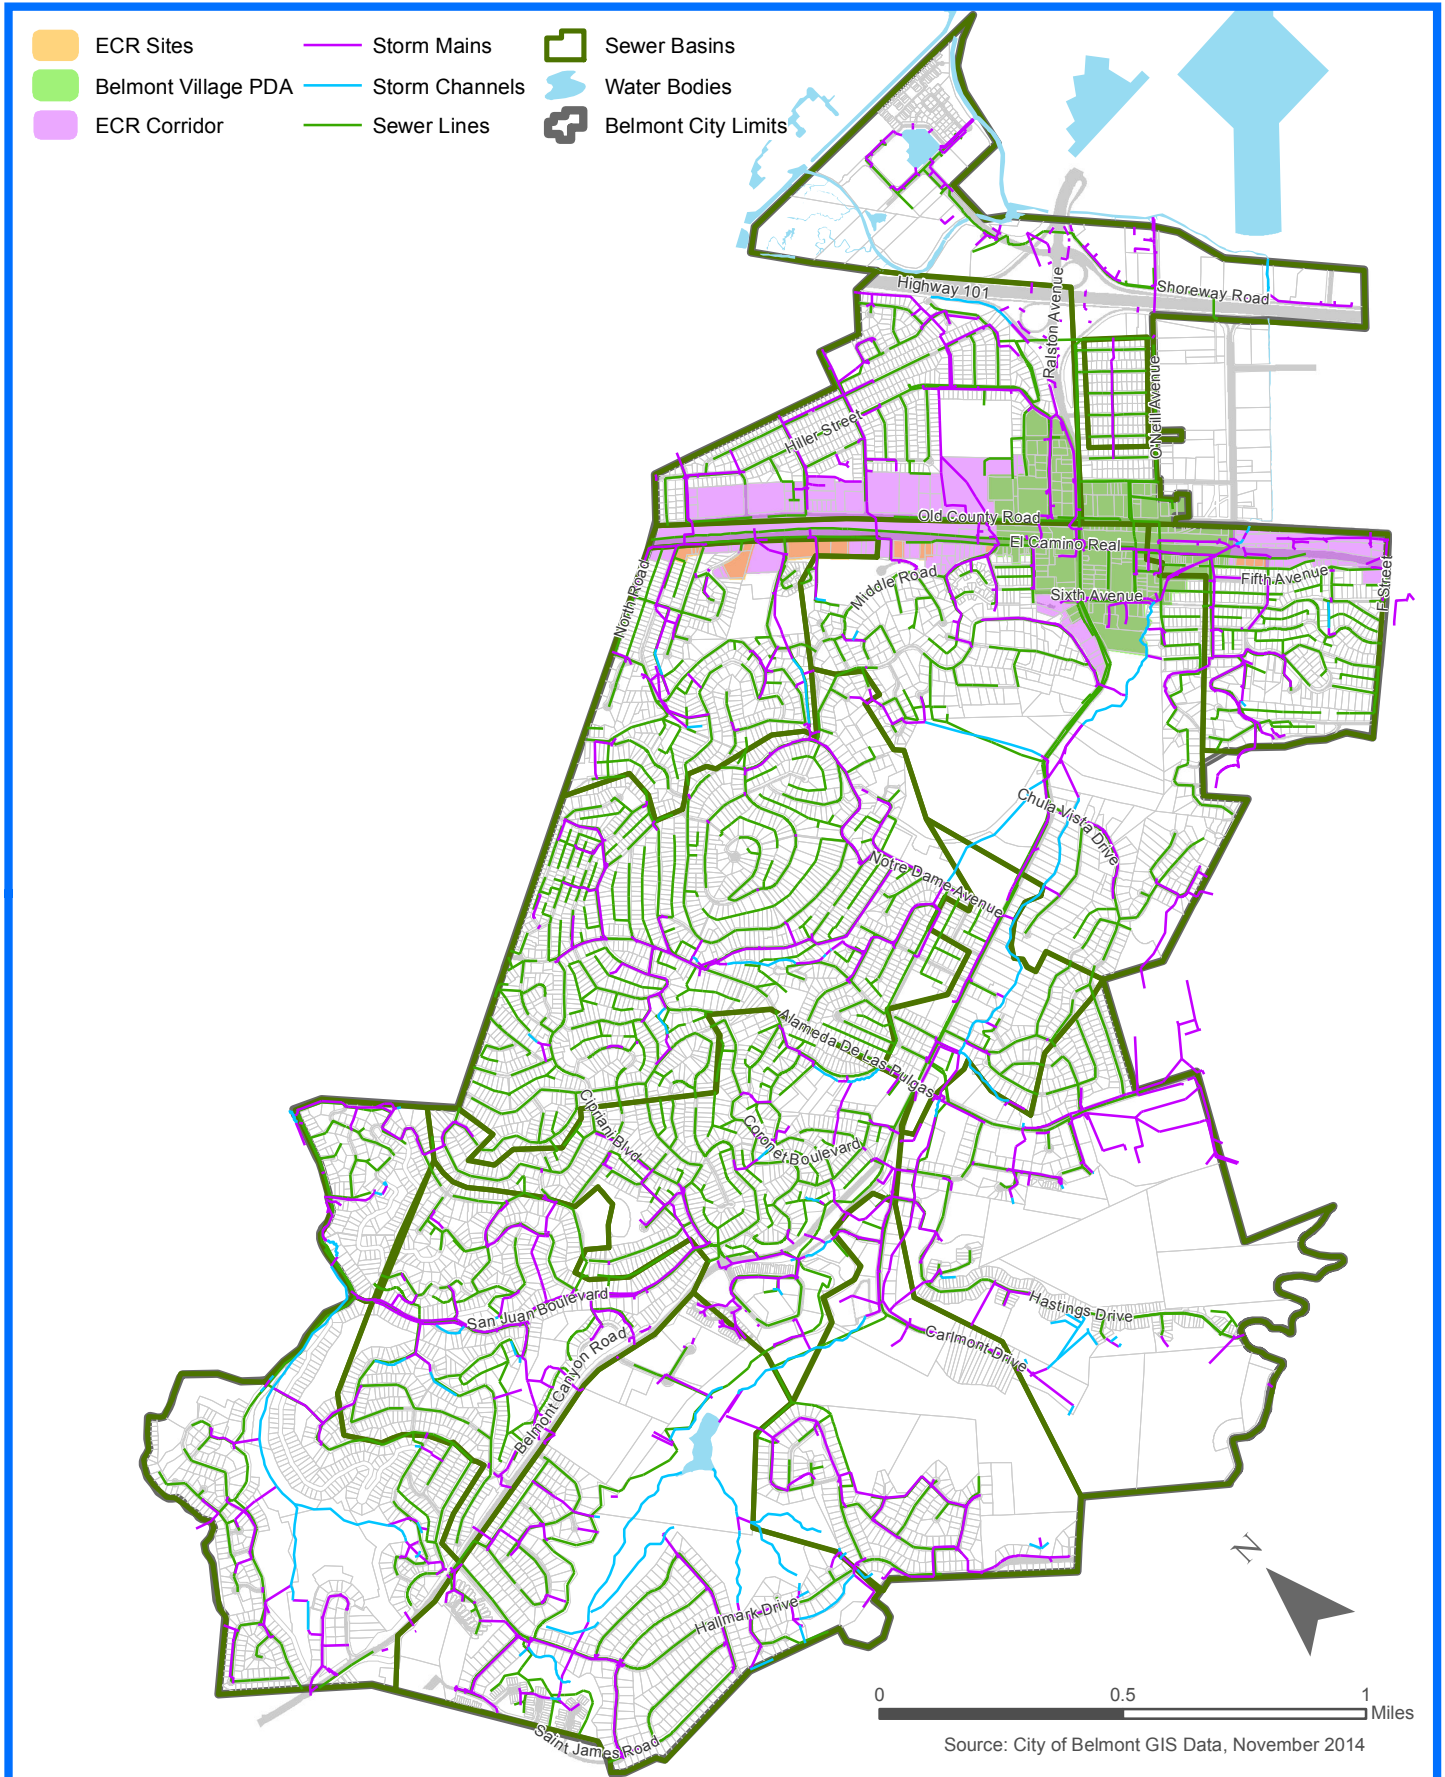 ECR Sites
Storm Mains
Sewer Basins
Belmont Village PDA
Storm Channels
Water Bodies
ECR Corridor
Sewer Lines
Belmont City Limits
Highway 101
Shoreway Road
Ralston Avenue
O'Neill Avenue
Hiller Street
Old County Road
El Camino Real
Middle Road
Fifth Avenue
Sixth Avenue
F Street
North Road
Chula Vista Drive
Notre Dame Avenue
Alameda De Las Pulgas
Cipriani Blvd
Coronet Boulevard
San Juan Boulevard
Hastings Drive
Carlmont Drive
Belmont Canyon Road
Hallmark Drive
Saint James Road
N
0 0.5 1
Miles
Source: City of Belmont GIS Data, November 2014